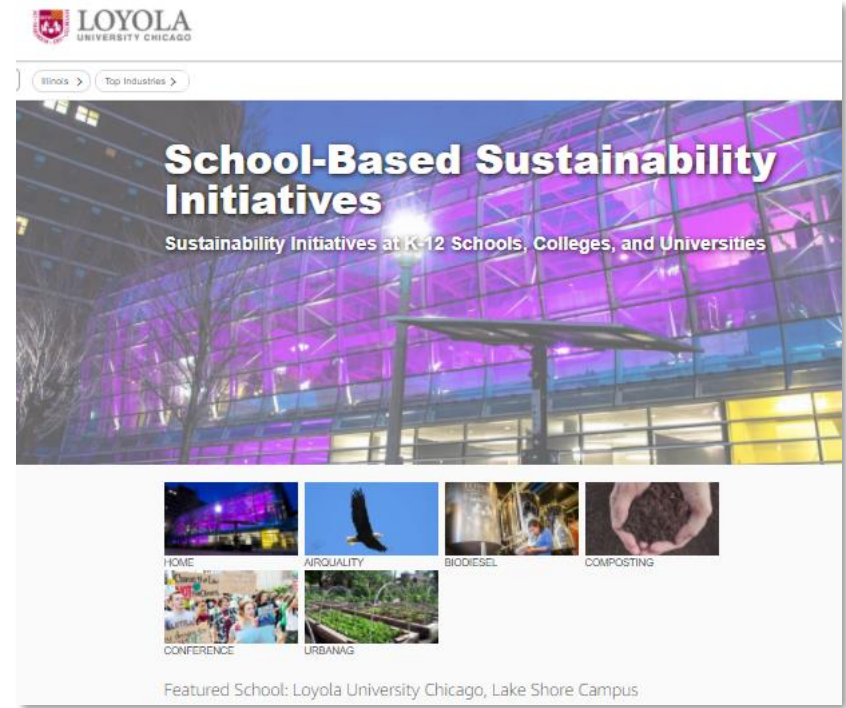 LOYOLA
UNIVERSITY CHICAGO
Illinois >
Top Industries >
School-Based Sustainability
Initiatives
Sustainability Initiatives at K-12 Schools, Colleges, and Universities
HOME
AIRQUALITY
BIODIESEL
COMPOSTING
CONFERENCE
URBANAG
Featured School: Loyola University Chicago, Lake Shore Campus